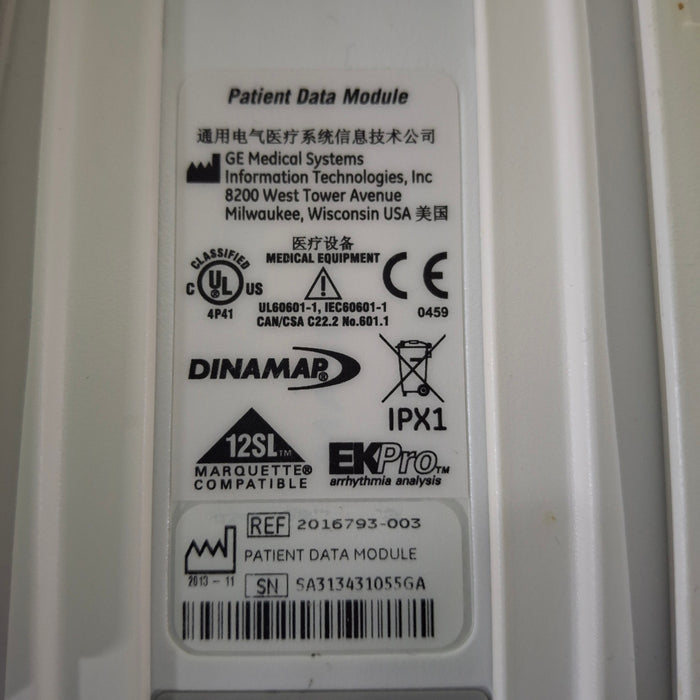 Patient Data Module
通用电气医疗系统信息技术公司
GE Medical Systems
Information Technologies, Inc
8200 West Tower Avenue
Milwaukee, Wisconsin USA 美国
医疗设备
MEDICAL EQUIPMENT
CLASSIFIED
C UL US
®
4P41
UL60601-1, IEC60601-1
CAN/CSA C22.2 No.601.1
CE
0459
DINAMAP®
IPX1
12SL™
MARQUETTE®
COMPATIBLE
EKPro™
arrhythmia analysis
REF 2016793-003
PATIENT DATA MODULE
2013-11
SN SA313431055GA